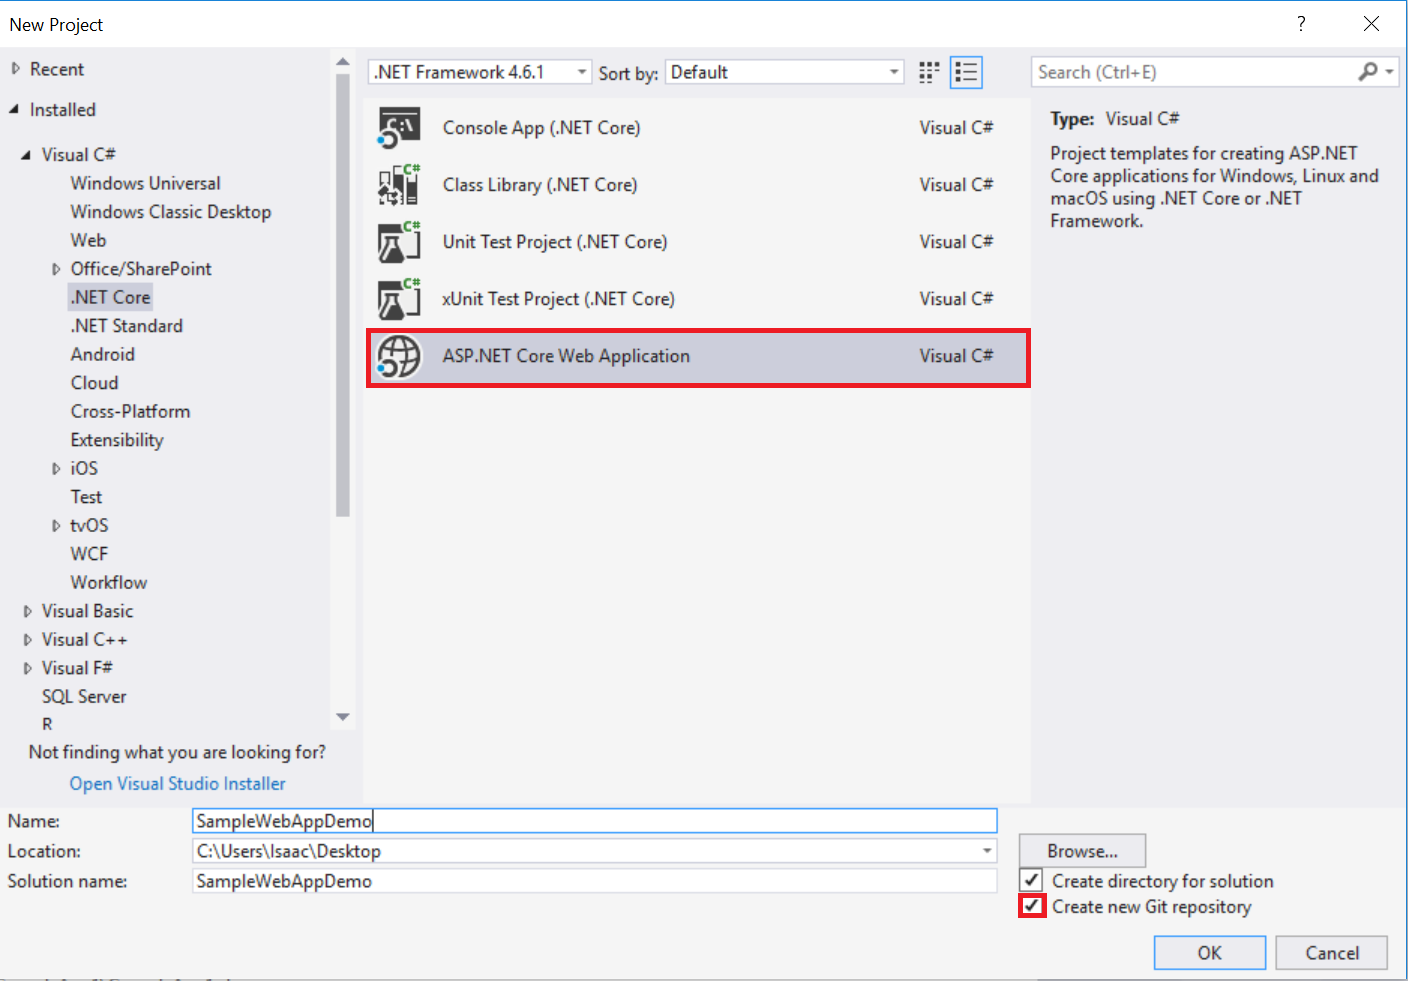 New Project
?
Recent
Installed
Visual C#
Windows Universal
Windows Classic Desktop
Web
Office/SharePoint
.NET Core
.NET Standard
Android
Cloud
Cross-Platform
Extensibility
iOS
Test
tvOS
WCF
Workflow
Visual Basic
Visual C++
Visual F#
SQL Server
R
Not finding what you are looking for?
Open Visual Studio Installer
.NET Framework 4.6.1 Sort by: Default
Console App (.NET Core) Visual C#
Class Library (.NET Core) Visual C#
Unit Test Project (.NET Core) Visual C#
xUnit Test Project (.NET Core) Visual C#
ASP.NET Core Web Application Visual C#
Search (Ctrl+E)
Type: Visual C#
Project templates for creating ASP.NET
Core applications for Windows, Linux and
macOS using .NET Core or .NET
Framework.
Name: SampleWebAppDemo
Location: C:\Users\Isaac\Desktop
Solution name: SampleWebAppDemo
Browse...
Create directory for solution
Create new Git repository
OK Cancel